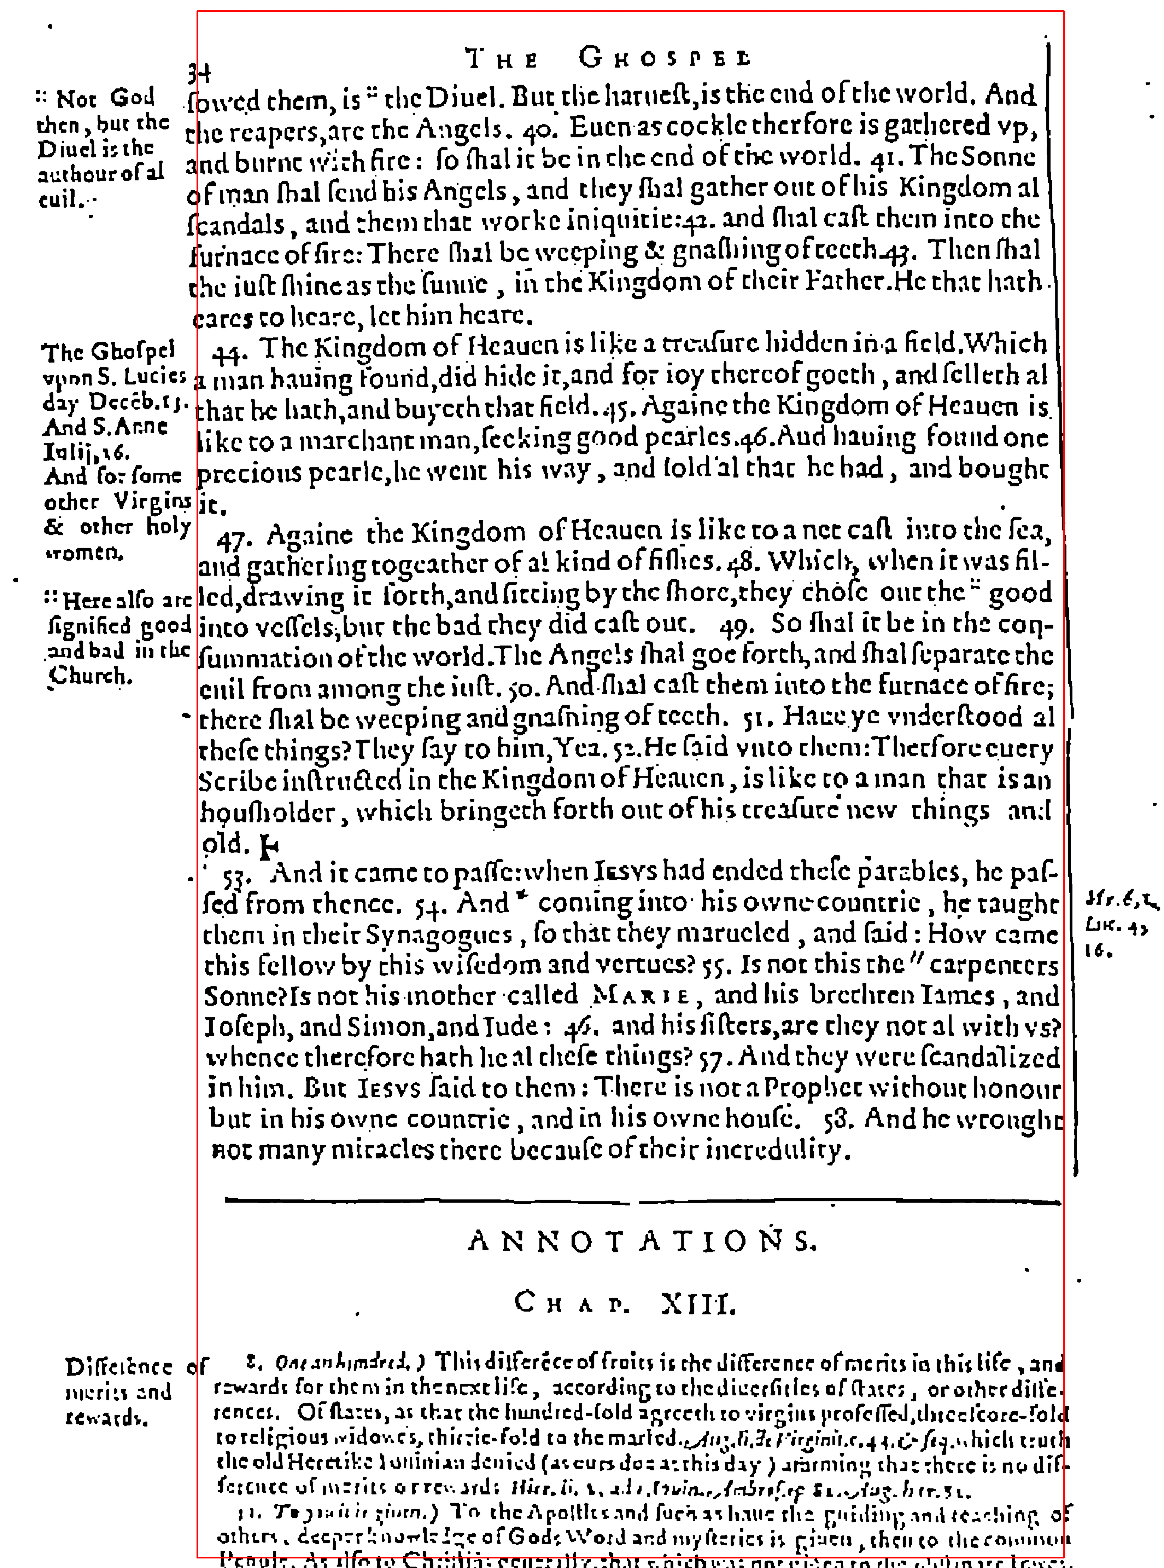 34
THE GHOSPEL
ſowed them, is :: the Diuel. But the harueſt, is the end of the world. And
the reapers, are the Angels. 40. Euen as cockle therfore is gathered vp,
and burnt with fire: ſo ſhal it be in the end of the world. 41. The Sonne
of man ſhal ſend his Angels, and they ſhal gather out of his Kingdom al
ſcandals, and them that worke iniquitie: 42. and ſhal caſt them into the
furnace of fire: There ſhal be weeping & gnaſhing of teeth. 43. Then ſhal
the iuſt ſhine as the ſunne, in the Kingdom of their Father. He that hath
eares to heare, let him heare.
44. The Kingdom of Heauen is like a treaſure hidden in a field. Which
a man hauing found, did hide it, and for ioy thereof goeth, and ſelleth al
that he hath, and buyeth that field. 45. Againe the Kingdom of Heauen is
like to a marchant man, ſeeking good pearles. 46. And hauing found one
precious pearle, he went his way, and ſold al that he had, and bought
it.
47. Againe the Kingdom of Heauen is like to a net caſt into the ſea,
and gathering togeather of al kind of fiſhes. 48. Which, when it was fil-
led, drawing it forth, and ſitting by the ſhore, they choſe out the :: good
into veſſels, but the bad they did caſt out. 49. So ſhal it be in the con-
ſummation of the world. The Angels ſhal goe forth, and ſhal ſeparate the
euil from among the iuſt. 50. And ſhal caſt them into the furnace of fire;
there ſhal be weeping and gnaſhing of teeth. 51. Haue ye vnderſtood al
theſe things? They ſay to him, Yea. 52. He ſaid vnto them: Therfore euery
Scribe inſtructed in the Kingdom of Heauen, is like to a man that is an
houſholder, which bringeth forth out of his treaſure new things and
old.
53. And it came to paſſe: when IESVS had ended theſe parables, he paſ-
ſed from thence. 54. And * coming into his owne countrie, he taught
them in their Synagogues, ſo that they marueled, and ſaid: How came
this fellow by this wiſedom and vertues? 55. Is not this the " carpenters
Sonne? Is not his mother called MARIE, and his brethren Iames, and
Ioſeph, and Simon, and Iude: 46. and his ſiſters, are they not al with vs?
whence therefore hath he al theſe things? 57. And they were ſcandalized
in him. But IESVS ſaid to them: There is not a Prophet without honour
but in his owne countrie, and in his owne houſe. 58. And he wrought
not many miracles there becauſe of their incredulity.
:: Not God
then, but the
Diuel is the
authour of al
euil.
The Ghoſpel
vpon S. Lucies
day Decēb. 13.
And S. Anne
Iulij, 26.
And for ſome
other Virgins
& other holy
women.
:: Here alſo are
ſignified good
and bad in the
Church.
Mr. 6, 1.
Luc. 4,
16.
ANNOTATIONS.
CHAP. XIII.
Difference of
merits and
rewards.
8. One an hundred.) This differēce of fruits is the difference of merits in this life, and
rewards for them in the next life, according to the diuerſities of ſtates, or other diffe-
rences. Of ſtates, as that the hundred-fold agreeth to virgins profeſſed, threeſcore-fold
to religious widowes, thirtie-fold to the maried. Aug. li. de Virginit. c. 44. & ſeq. which truth
the old Heretike Iouinian denied (as ours doe at this day) affirming that there is no dif-
ference of merits or rewards Hier. li. 2. adu. Iouin. Ambroſ. ep 82. Aug. hær. 82.
11. To you it is giuen.) To the Apoſtles and ſuch as haue the guiding and teaching of
others, deeper knowledge of Gods Word and myſteries is giuen, then to the common
People. As alſo to Chriſtians generally, that which was not giuen to the obſtinate Iewes.